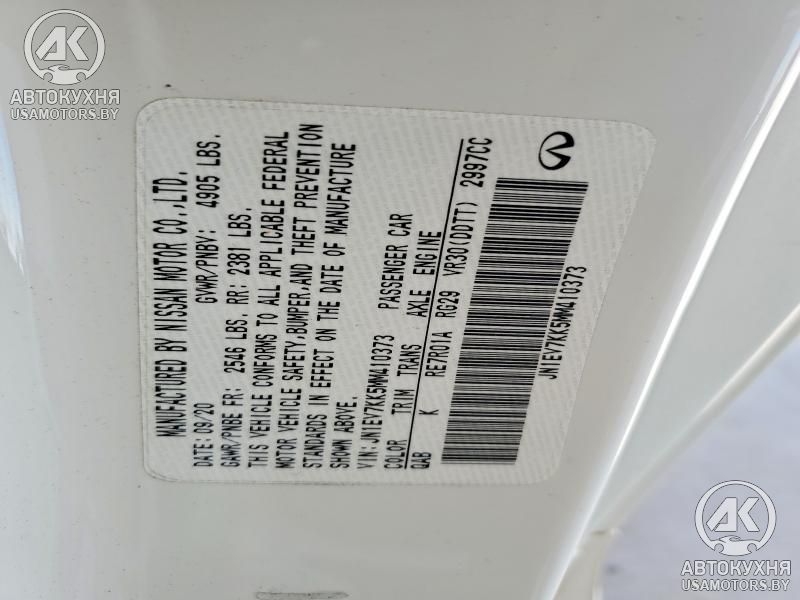 АВТОКУХНЯ
USAMOTORS.BY
MANUFACTURED BY NISSAN MOTOR CO.,LTD.
DATE: 09/20 GVWR/PNBV: 4905 LBS.
GAWR/PNBE FR: 2546 LBS. RR: 2381 LBS.
THIS VEHICLE CONFORMS TO ALL APPLICABLE FEDERAL
MOTOR VEHICLE SAFETY,BUMPER,AND THEFT PREVENTION
STANDARDS IN EFFECT ON THE DATE OF MANUFACTURE
SHOWN ABOVE.
VIN:JN1EV7KK5MM410373 PASSENGER CAR
COLOR TRIM TRANS AXLE ENGINE
QAB K RE7R01A RG29 VR30(DDTT) 2997CC
JN1EV7KK5MM410373
АВТОКУХНЯ
USAMOTORS.BY